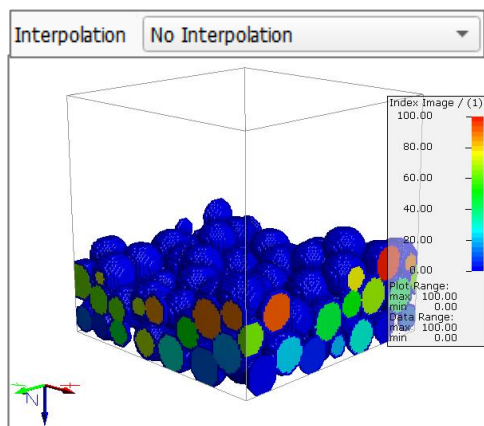 Interpolation No Interpolation
Index Image / (1)
100.00
80.00
60.00
40.00
20.00
0.00
Plot Range:
max 100.00
min 0.00
Data Range:
max 100.00
min 0.00